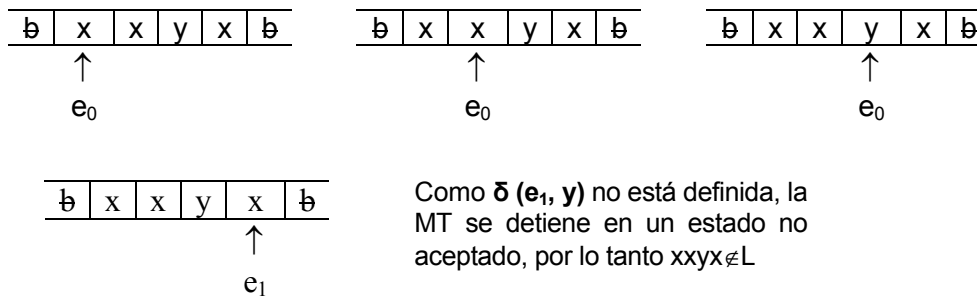 ƀ x x y x ƀ
↑
e₀
ƀ x x y x ƀ
↑
e₀
ƀ x x y x ƀ
↑
e₀
ƀ x x y x ƀ
↑
e₁
Como δ (e₁, y) no está definida, la
MT se detiene en un estado no
aceptado, por lo tanto xxyx∉L